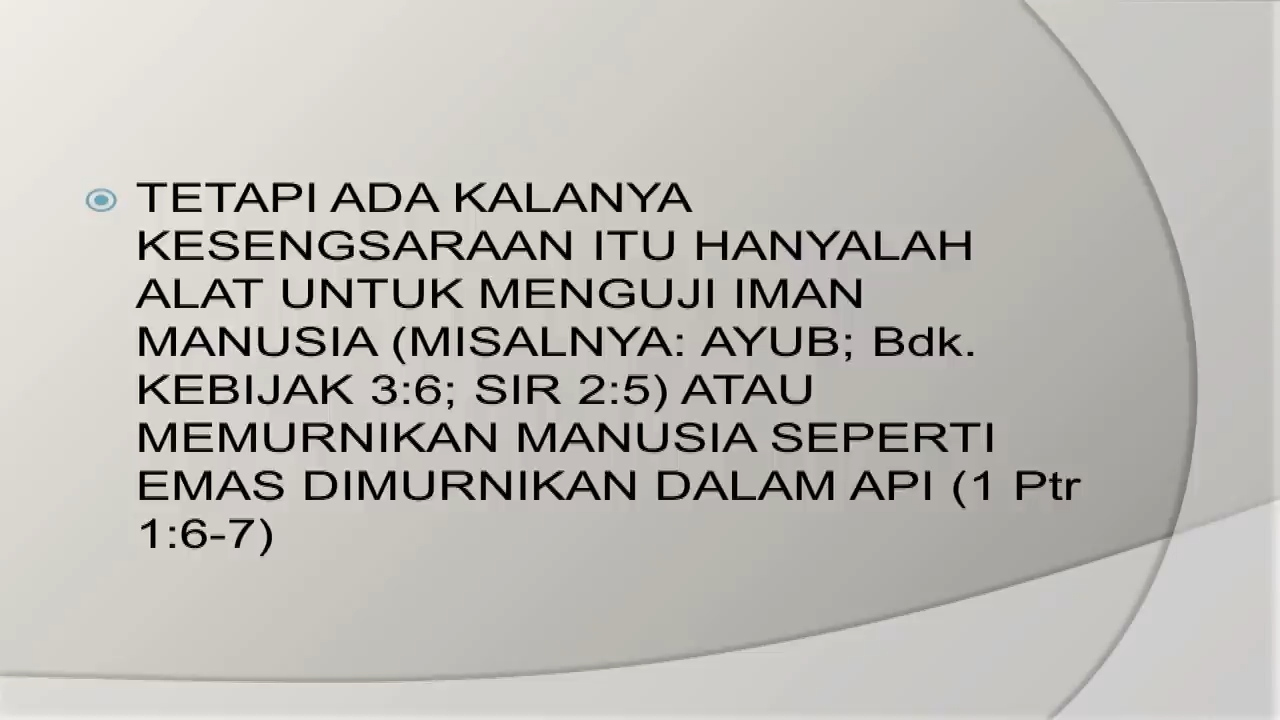 TETAPI ADA KALANYA
KESENGSARAAN ITU HANYALAH
ALAT UNTUK MENGUJI IMAN
MANUSIA (MISALNYA: AYUB; Bdk.
KEBIJAK 3:6; SIR 2:5) ATAU
MEMURNIKAN MANUSIA SEPERTI
EMAS DIMURNIKAN DALAM API (1 Ptr
1:6-7)